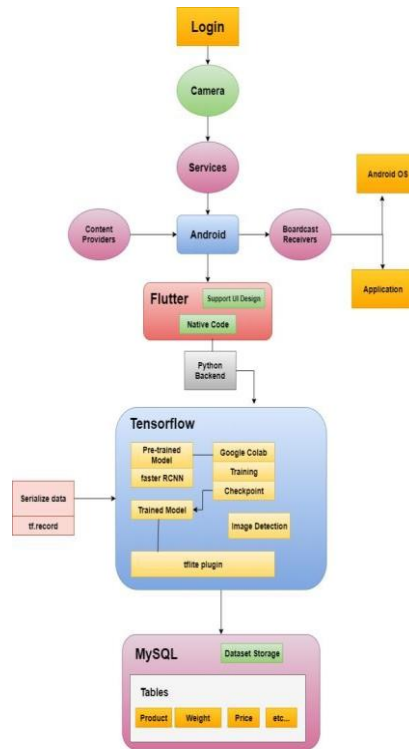 Login
Camera
Services
Android OS
Content
Providers
Android
Boardcast
Receivers
Application
Flutter
Support UI Design
Native Code
Python
Backend
Tensorflow
Pre-trained
Model
Google Colab
faster RCNN
Training
Checkpoint
Serialize data
tf.record
Trained Model
Image Detection
tflite plugin
MySQL
Dataset Storage
Tables
Product
Weight
Price
etc...